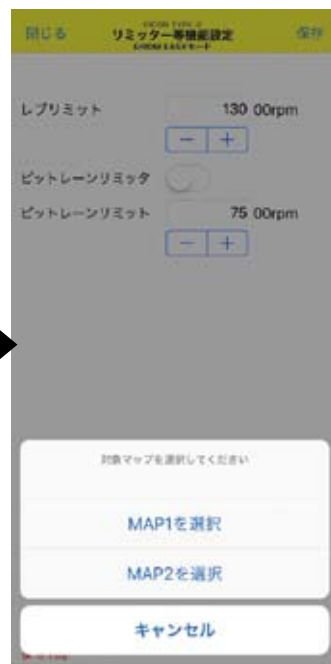 閉じる
リミッター等機能設定
保存
レブリミット
130 00rpm
− +
ピットレーンリミッタ
ピットレーンリミット
75 00rpm
− +
対象マップを選択してください
MAP1を選択
MAP2を選択
キャンセル